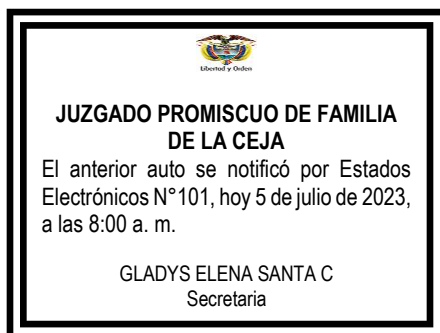 Libertad y Orden
JUZGADO PROMISCUO DE FAMILIA
DE LA CEJA
El anterior auto se notificó por Estados
Electrónicos N°101, hoy 5 de julio de 2023,
a las 8:00 a. m.
GLADYS ELENA SANTA C
Secretaria